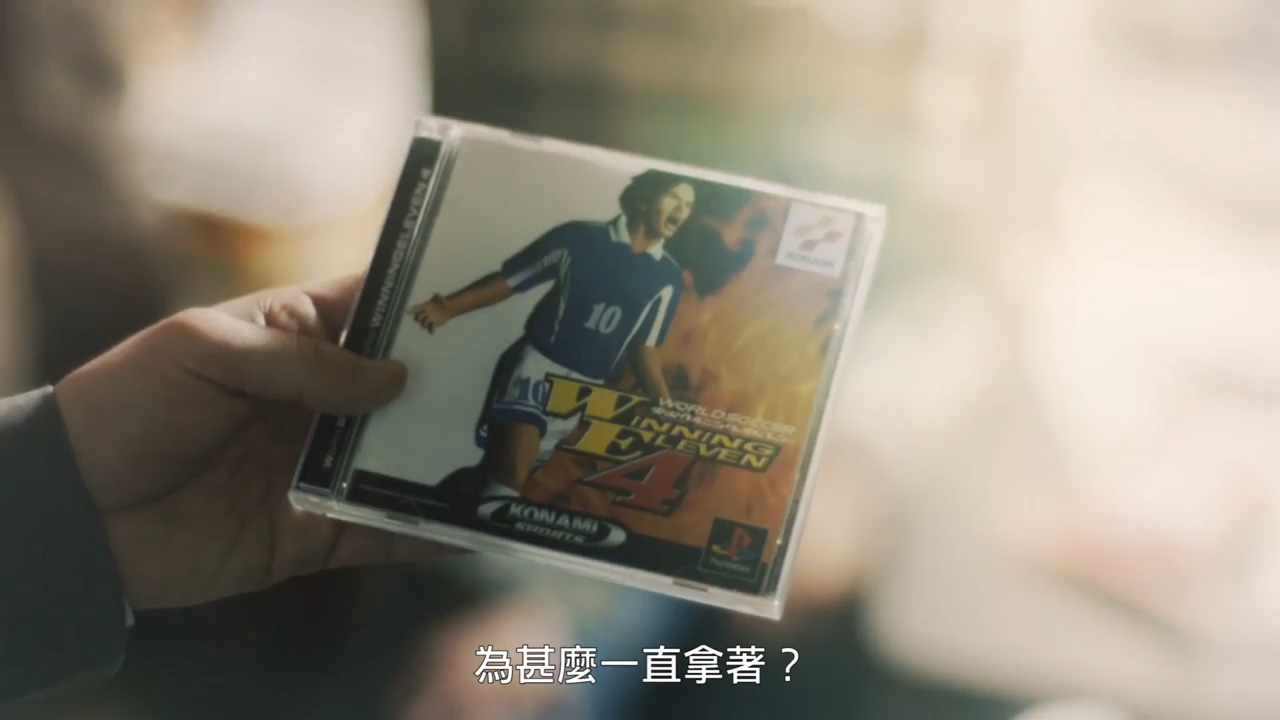 WINNING ELEVEN 4
KONAMI
10
10
WORLD SOCCER
WINNING
ELEVEN
4
KONAMI
SPORTS
PlayStation
為甚麼一直拿著？